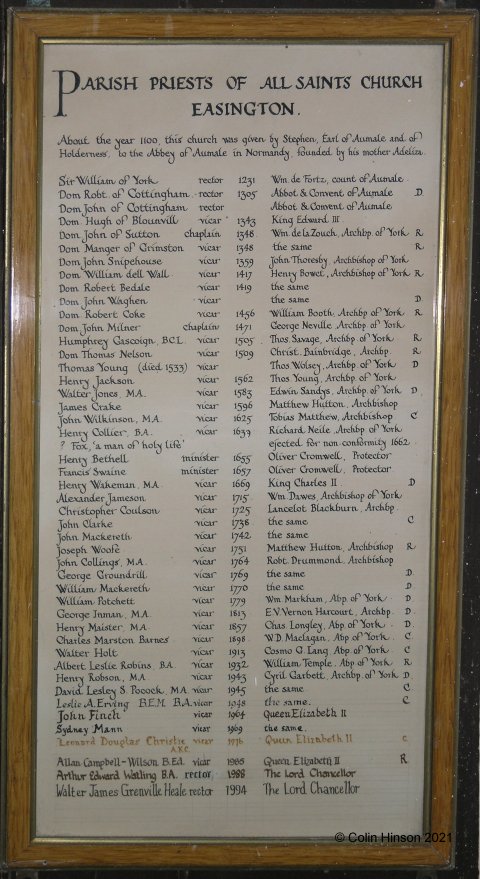 PARISH PRIESTS OF ALL SAINTS CHURCH
EASINGTON.
About the year 1100, this church was given by Stephen, Earl of Aumale and of
Holderness, to the Abbey of Aumale in Normandy, founded by his mother Adeliza.
Sir William of York rector 1231 Wm. de Fortz, count of Aumale
Dom Robt. of Cottingham rector 1305 Abbot & Convent of Aumale D
Dom John of Cottingham rector Abbot & Convent of Aumale
Dom Hugh of Blouvill vicar 1343 King Edward III
Dom John of Sutton chaplain 1348 Wm de la Zouch, Archbp. of York R
Dom Manger of Grimston vicar 1348 the same R
Dom John Snipehouse vicar 1359 John Thoresby, Archbishop of York
Dom William dell Wall vicar 1417 Henry Bowet, Archbishop of York R
Dom Robert Bedale vicar 1419 the same
Dom John Waghen vicar the same D
Dom Robert Coke vicar 1456 William Booth, Archbp of York R
Dom John Milner chaplain 1471 George Neville, Archbp of York
Humphrey Gascoign, B.C.L. vicar 1505 Thos Savage, Archbp of York R
Dom Thomas Nelson vicar 1509 Christ. Bainbridge, Archbp. R
Thomas Young (died 1533) vicar Thos Wolsey, Archbp of York D
Henry Jackson vicar 1562 Thos Young, Archbp. of York
Walter Jones, M.A. vicar 1583 Edwin Sandys, Archbp of York D
James Crake vicar 1596 Matthew Hutton, Archbishop
John Wilkinson, M.A. vicar 1625 Tobias Matthew, Archbishop C
Henry Collier, B.A. vicar 1633 Richard Neile, Archbp of York
? Fox, 'a man of holy life' ejected for non-conformity 1662
Henry Bethell minister 1655 Oliver Cromwell, Protector
Francis Swaine minister 1657 Oliver Cromwell, Protector
Henry Wakeman, M.A. vicar 1669 King Charles II D
Alexander Jameson vicar 1715 Wm Dawes, Archbishop of York
Christopher Coulson vicar 1725 Lancelot Blackburn, Archbp.
John Clarke vicar 1738 the same C
John Mackereth vicar 1742 the same
Joseph Woofe vicar 1751 Matthew Hutton, Archbishop R
John Collings, M.A. vicar 1764 Robt. Drummond, Archbishop
George Groundrill vicar 1769 the same D
William Mackereth vicar 1770 the same D
William Potchett vicar 1779 Wm Markham, Abp of York D
George Inman, M.A. vicar 1813 E.V. Vernon Harcourt, Archbp D
Henry Maister, M.A. vicar 1857 Chas Longley, Abp of York D
Charles Marston Barnes vicar 1898 W.D. Maclagan, Abp of York C
Walter Holt vicar 1913 Cosmo G. Lang, Abp of York C
Albert Leslie Robins, B.A. vicar 1932 William Temple, Abp of York R
Henry Robson, M.A vicar 1943 Cyril Garbett, Archbp. of York D
David Lesley S. Pocock, M.A vicar 1945 the same C
Leslie A. Erving B.E.M. B.A. vicar 1948 the same. C
John Finch vicar 1964 Queen Elizabeth II
Sydney Mann vicar 1969 the same.
Leonard Douglas Christie vicar 1976 Queen Elizabeth II C
A.K.C.
Allan Campbell-Wilson B.Ed. vicar Queen Elizabeth II R
Arthur Edward Watling B.A. rector 1988 The Lord Chancellor
Walter James Grenville Heale rector 1994 The Lord Chancellor
© Colin Hinson 2021